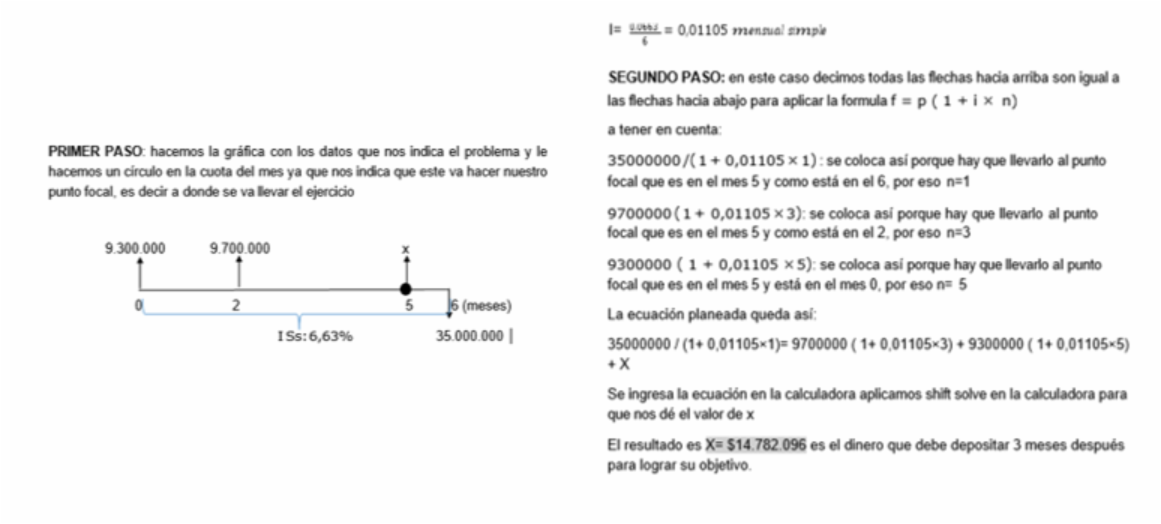 PRIMER PASO: hacemos la gráfica con los datos que nos indica el problema y le
hacemos un círculo en la cuota del mes ya que nos indica que este va hacer nuestro
punto focal, es decir a donde se va llevar el ejercicio
9.300.000 9.700.000 x
0 2 5 6 (meses)
ISs:6,63% 35.000.000
I= 0.0663/6 = 0,01105 mensual simple
SEGUNDO PASO: en este caso decimos todas las flechas hacia arriba son igual a
las flechas hacia abajo para aplicar la formula f = p ( 1 + i × n)
a tener en cuenta:
35000000/( 1 + 0,01105 × 1) : se coloca así porque hay que llevarlo al punto
focal que es en el mes 5 y como está en el 6, por eso n=1
9700000 ( 1 + 0,01105 × 3): se coloca así porque hay que llevarlo al punto
focal que es en el mes 5 y como está en el 2, por eso n=3
9300000 ( 1 + 0,01105 × 5): se coloca así porque hay que llevarlo al punto
focal que es en el mes 5 y está en el mes 0, por eso n= 5
La ecuación planeada queda así:
35000000 / (1+ 0,01105×1)= 9700000 ( 1+ 0,01105×3) + 9300000 ( 1+ 0,01105×5)
+ X
Se ingresa la ecuación en la calculadora aplicamos shift solve en la calculadora para
que nos dé el valor de x
El resultado es X= $14.782.096 es el dinero que debe depositar 3 meses después
para lograr su objetivo.